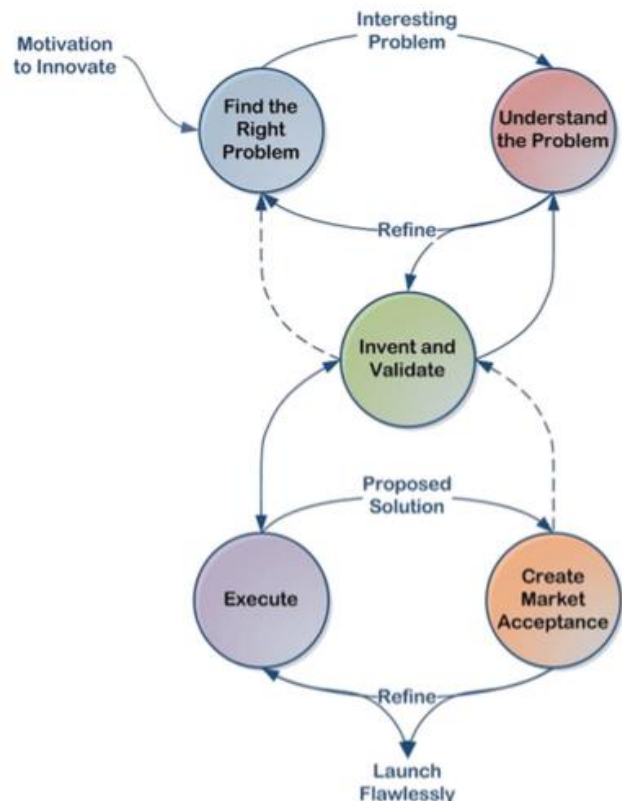 Motivation
to Innovate
Interesting
Problem
Find the
Right
Problem
Understand
the Problem
Refine
Invent and
Validate
Proposed
Solution
Execute
Create
Market
Acceptance
Refine
Launch
Flawlessly